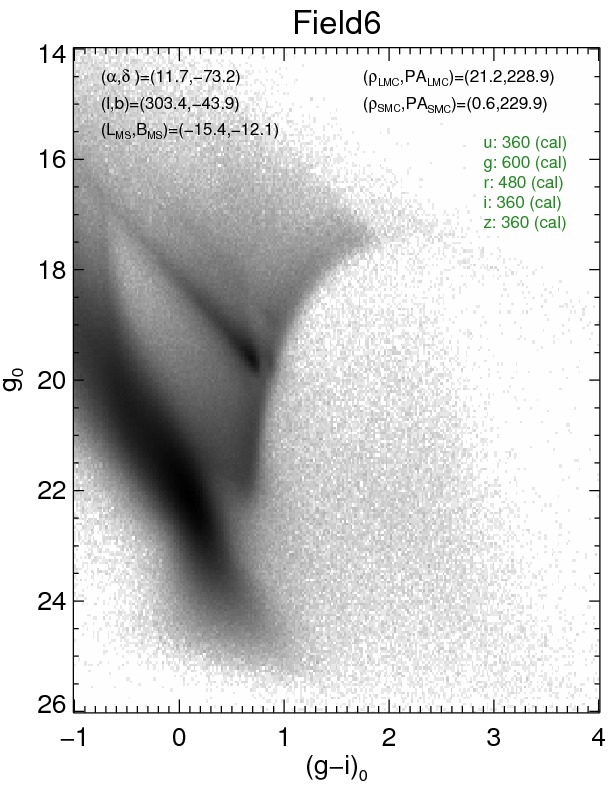 Field6
(α,δ )=(11.7,−73.2)
(ρLMC,PALMC)=(21.2,228.9)
(l,b)=(303.4,−43.9)
(ρSMC,PASMC)=(0.6,229.9)
(LMS,BMS)=(−15.4,−12.1)
u: 360 (cal)
g: 600 (cal)
r: 480 (cal)
i: 360 (cal)
z: 360 (cal)
14
16
18
20
22
24
26
g0
−1 0 1 2 3 4
(g−i)0